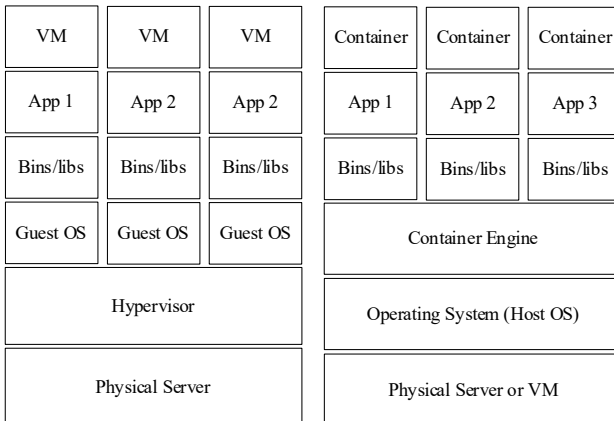 VM VM VM
App 1 App 2 App 2
Bins/libs Bins/libs Bins/libs
Guest OS Guest OS Guest OS
Hypervisor
Physical Server
Container Container Container
App 1 App 2 App 3
Bins/libs Bins/libs Bins/libs
Container Engine
Operating System (Host OS)
Physical Server or VM